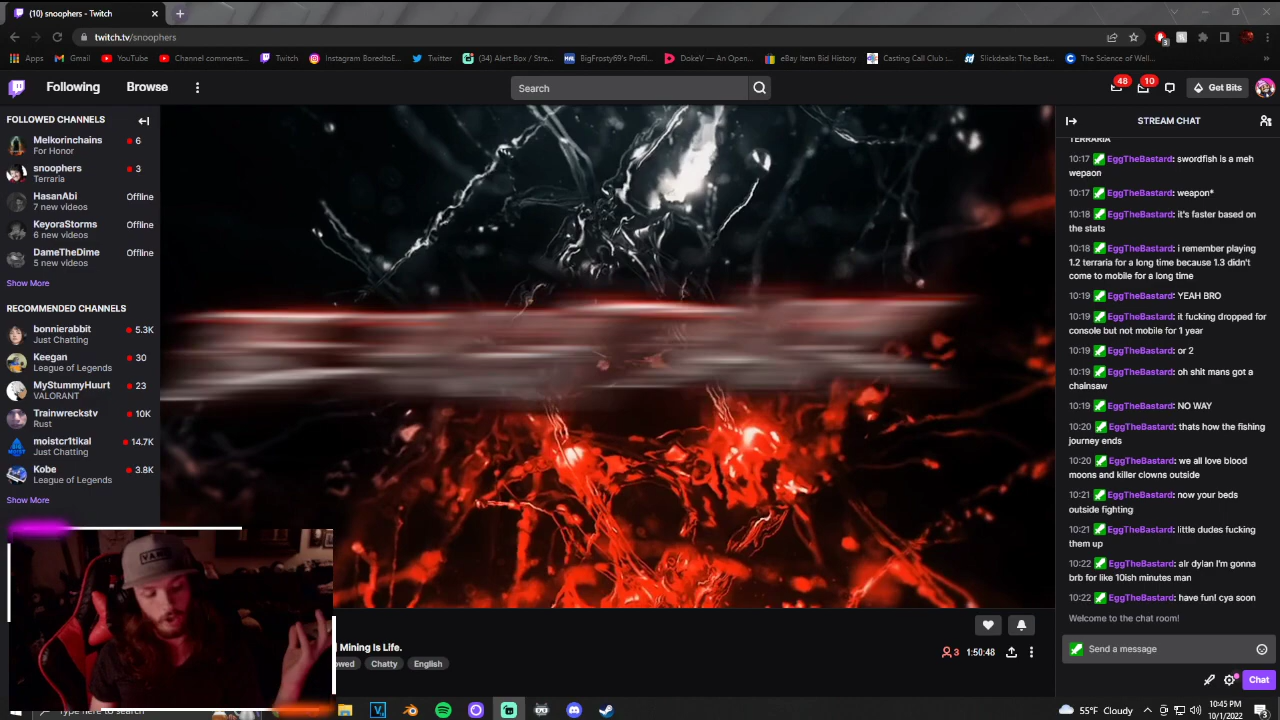 (10) snoophers - Twitch
twitch.tv/snoophers
Apps Gmail YouTube Channel comments... Twitch Instagram BoredtoE... Twitter (34) Alert Box / Stre... BigFrosty69's Profil... DokeV — An Open... eBay Item Bid History Casting Call Club :... Slickdeals: The Best... The Science of Well...
3
Following Browse Search 48 10 Get Bits
FOLLOWED CHANNELS
Melkorinchains 6
For Honor
snoophers 3
Terraria
HasanAbi Offline
7 new videos
KeyoraStorms Offline
6 new videos
DameTheDime Offline
5 new videos
Show More
RECOMMENDED CHANNELS
bonnierabbit 5.3K
Just Chatting
Keegan 30
League of Legends
MyStummyHuurt 23
VALORANT
Trainwreckstv 10K
Rust
moistcr1tikal 14.7K
Just Chatting
Kobe 3.8K
League of Legends
Show More
VANS
Mining Is Life.
Chatty English
3 1:50:48
STREAM CHAT
TERRARIA
10:17 EggTheBastard: swordfish is a meh
wepaon
10:17 EggTheBastard: weapon*
10:18 EggTheBastard: it's faster based on
the stats
10:18 EggTheBastard: i remember playing
1.2 terraria for a long time because 1.3 didn't
come to mobile for a long time
10:19 EggTheBastard: YEAH BRO
10:19 EggTheBastard: it fucking dropped for
console but not mobile for 1 year
10:19 EggTheBastard: or 2
10:19 EggTheBastard: oh shit mans got a
chainsaw
10:19 EggTheBastard: NO WAY
10:20 EggTheBastard: thats how the fishing
journey ends
10:20 EggTheBastard: we all love blood
moons and killer clowns outside
10:21 EggTheBastard: now your beds
outside fighting
10:21 EggTheBastard: little dudes fucking
them up
10:22 EggTheBastard: alr dylan I'm gonna
brb for like 10ish minutes man
10:22 EggTheBastard: have fun! cya soon
Welcome to the chat room!
Send a message
Chat
Type here to search
55°F Cloudy 10:45 PM
10/1/2022 3